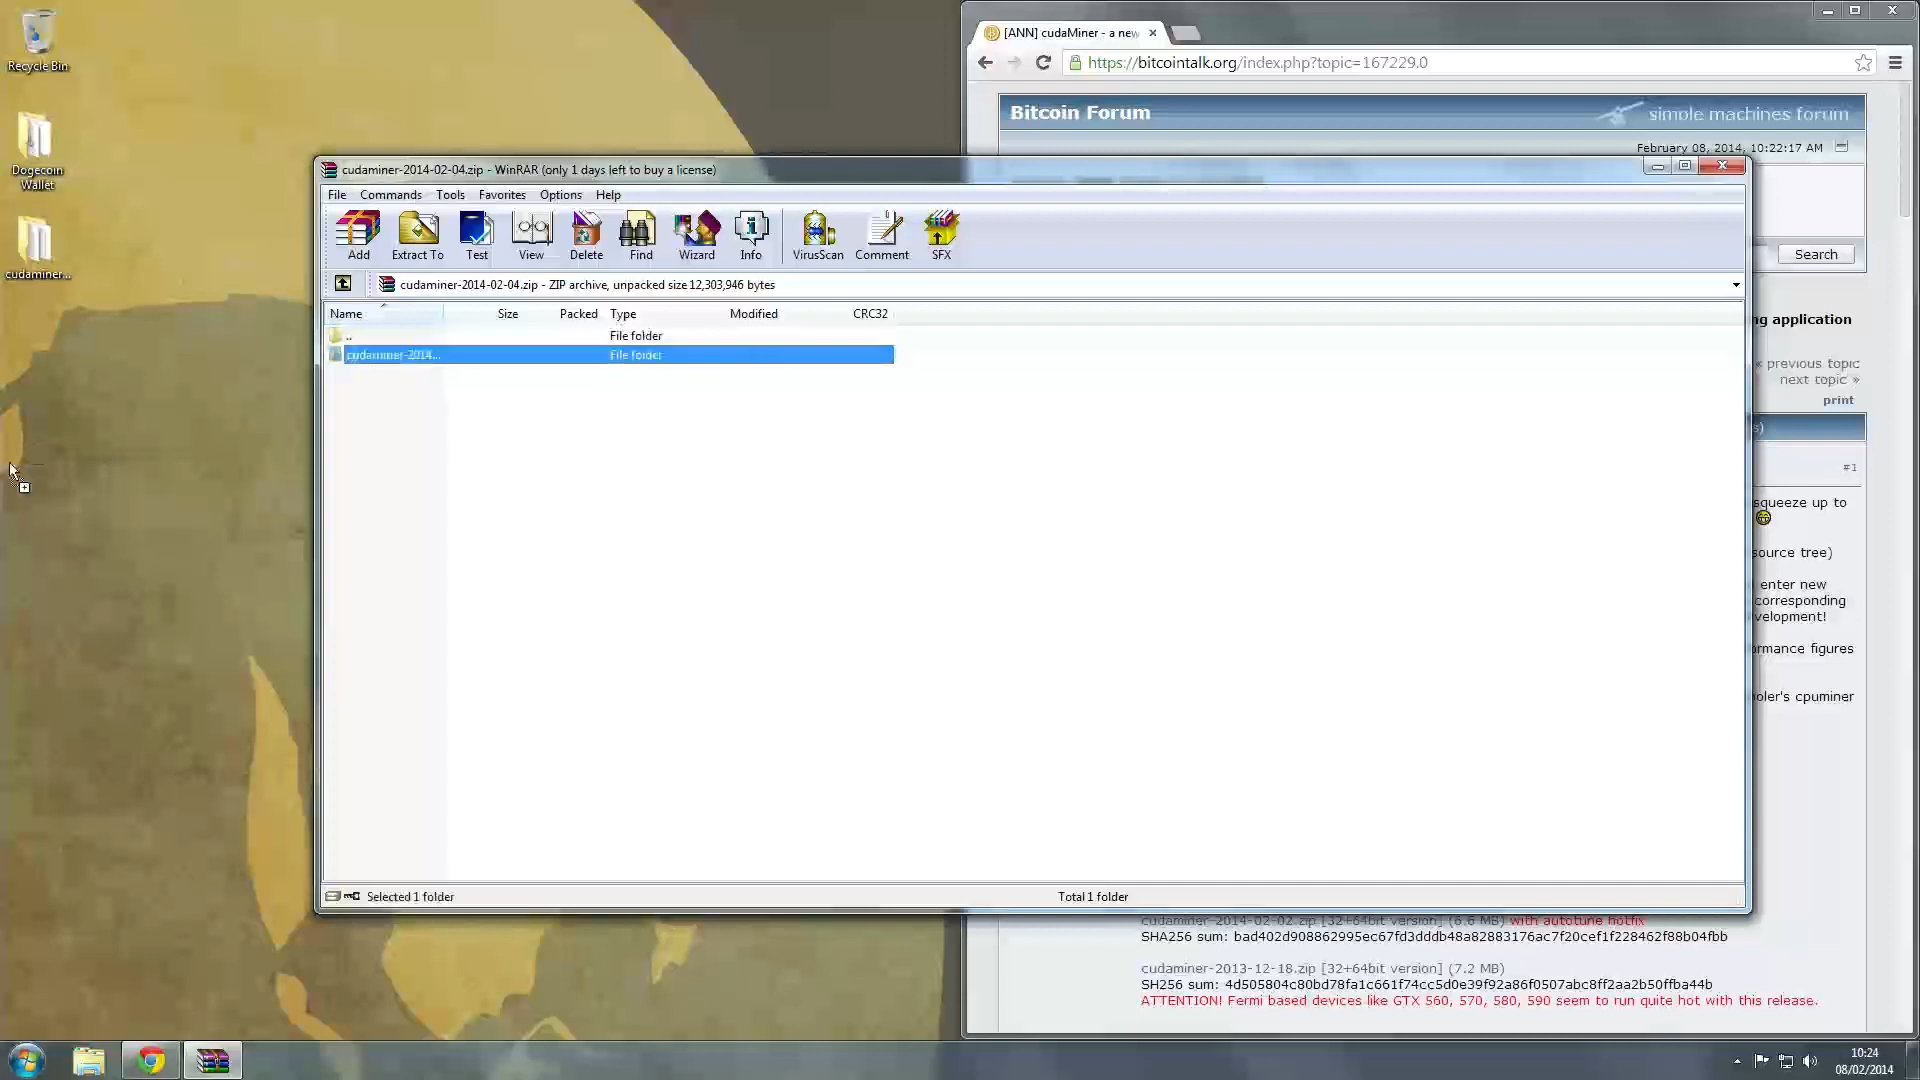 Recycle Bin
Dogecoin
Wallet
cudaminer...
[ANN] cudaMiner - a new
https://bitcointalk.org/index.php?topic=167229.0
Bitcoin Forum
simple machines forum
February 08, 2014, 10:22:17 AM
cudaminer-2014-02-04.zip - WinRAR (only 1 days left to buy a license)
File Commands Tools Favorites Options Help
Add Extract To Test View Delete Find Wizard Info VirusScan Comment SFX
Search
cudaminer-2014-02-04.zip - ZIP archive, unpacked size 12,303,946 bytes
Name Size Packed Type Modified CRC32
.. File folder
cudaminer-2014... File folder
ng application
« previous topic
next topic »
print
s)
#1
squeeze up to
source tree)
enter new
corresponding
velopment!
ormance figures
oler's cpuminer
Selected 1 folder
Total 1 folder
cudaminer-2014-02-02.zip [32+64bit version] (6.6 MB) with autotune hotfix
SHA256 sum: bad402d908862995ec67fd3dddb48a82883176ac7f20cef1f228462f88b04fbb
cudaminer-2013-12-18.zip [32+64bit version] (7.2 MB)
SH256 sum: 4d505804c80bd78fa1c661f74cc5d0e39f92a86f0507abc8ff2aa2b50ffba44b
ATTENTION! Fermi based devices like GTX 560, 570, 580, 590 seem to run quite hot with this release.
10:24
08/02/2014